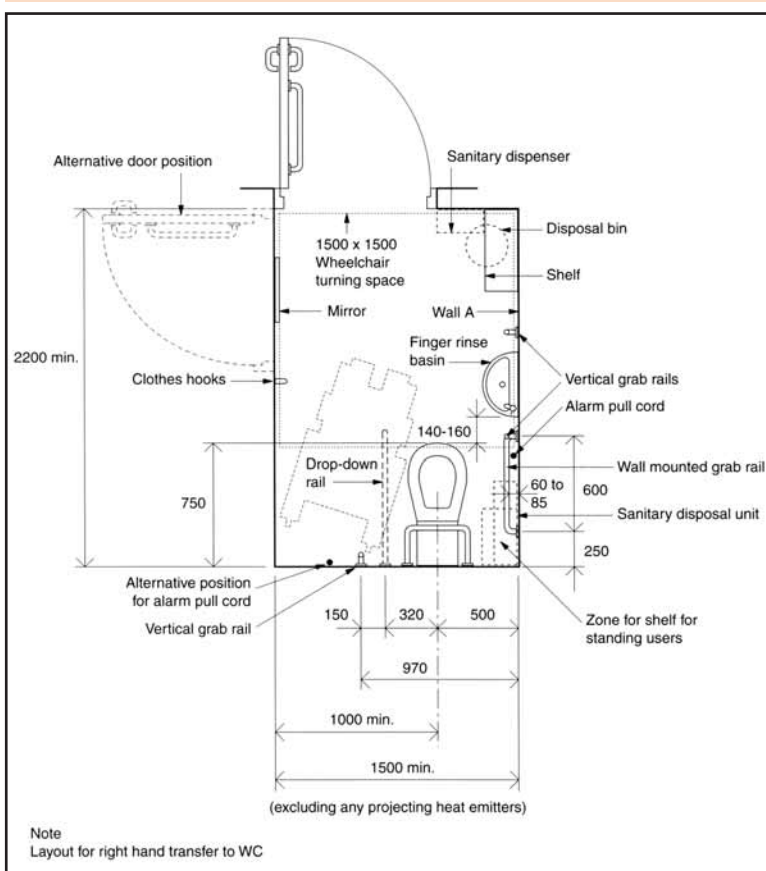 Alternative door position
Sanitary dispenser
Disposal bin
1500 x 1500
Wheelchair
turning space
Shelf
Mirror
Wall A
2200 min.
Finger rinse
basin
Clothes hooks
Vertical grab rails
Alarm pull cord
140-160
Drop-down
rail
Wall mounted grab rail
750
60 to
85
600
Sanitary disposal unit
250
Alternative position
for alarm pull cord
Vertical grab rail
150
320
500
Zone for shelf for
standing users
970
1000 min.
1500 min.
(excluding any projecting heat emitters)
Note
Layout for right hand transfer to WC